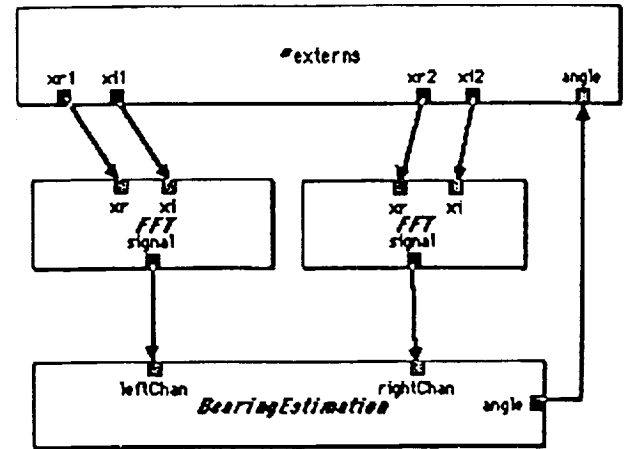 *externs
xr1 xi1 xr2 xi2 angle
xr xi xr xi
FFT FFT
signal signal
leftChan rightChan
BearingEstimation angle